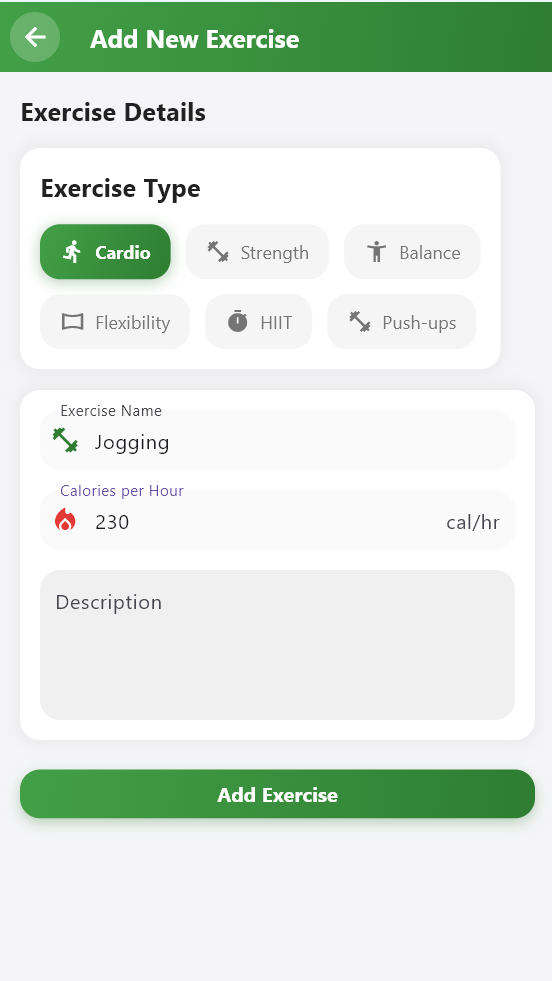 Add New Exercise
Exercise Details
Exercise Type
Cardio Strength Balance
Flexibility HIIT Push-ups
Exercise Name
Jogging
Calories per Hour
230 cal/hr
Description
Add Exercise